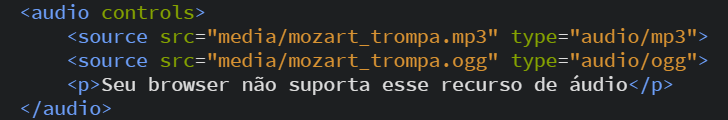 <audio controls>
<source src="media/mozart_trompa.mp3" type="audio/mp3">
<source src="media/mozart_trompa.ogg" type="audio/ogg">
<p>Seu browser não suporta esse recurso de áudio</p>
</audio>